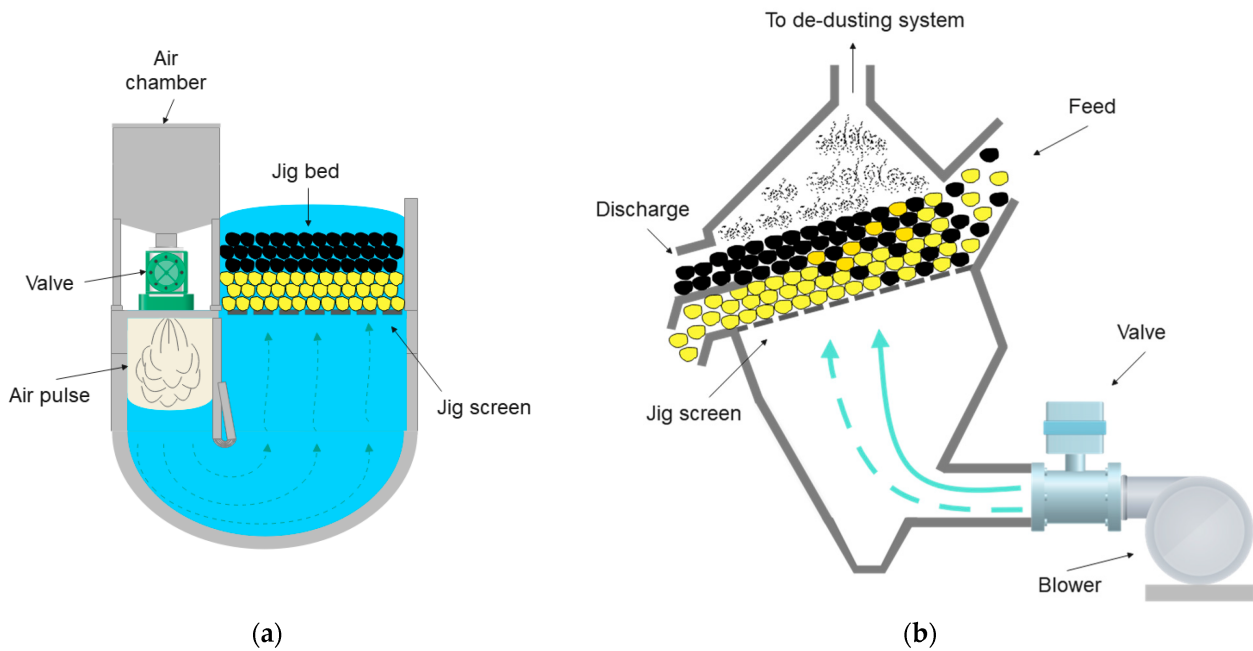 Air
chamber
Jig bed
Valve
Air pulse
Jig screen
(a)
To de-dusting system
Feed
Discharge
Valve
Jig screen
Blower
(b)